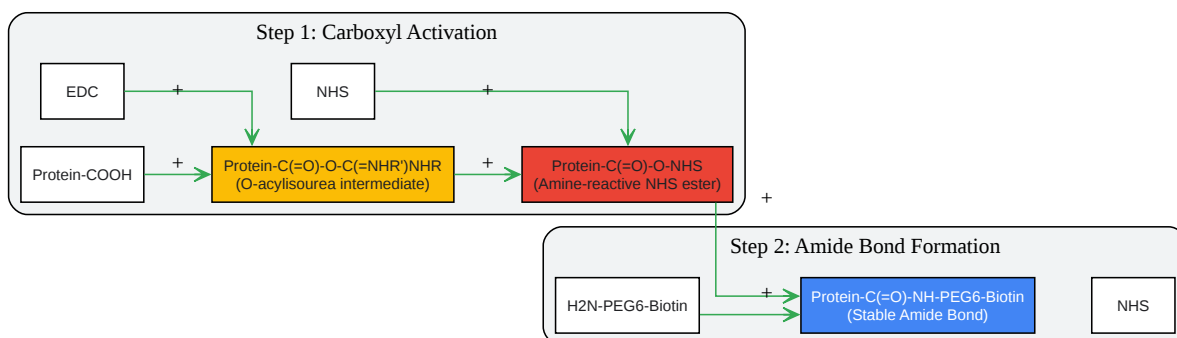 Step 1: Carboxyl Activation
EDC
+
NHS
+
Protein-COOH
+
Protein-C(=O)-O-C(=NHR')NHR
(O-acylisourea intermediate)
+
Protein-C(=O)-O-NHS
(Amine-reactive NHS ester)
+
Step 2: Amide Bond Formation
H2N-PEG6-Biotin
+
Protein-C(=O)-NH-PEG6-Biotin
(Stable Amide Bond)
NHS